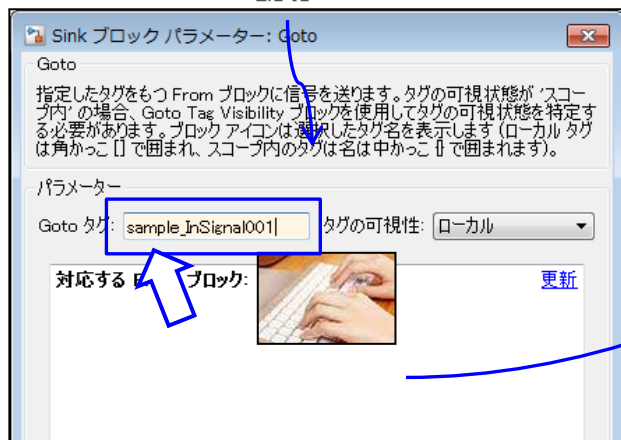 Sink ブロック パラメーター: Goto
Goto
指定したタグをもつ From ブロックに信号を送ります。タグの可視状態が 'スコー
プ内' の場合、Goto Tag Visibility ブロックを使用してタグの可視状態を特定す
る必要があります。ブロック アイコンは選択したタグ名を表示します (ローカル タグ
は角かっこ [] で囲まれ、スコープ内のタグは名は中かっこ {} で囲まれます)。
パラメーター
Goto タグ: sample_InSignal001 タグの可視性: ローカル
対応する ブロック: 更新